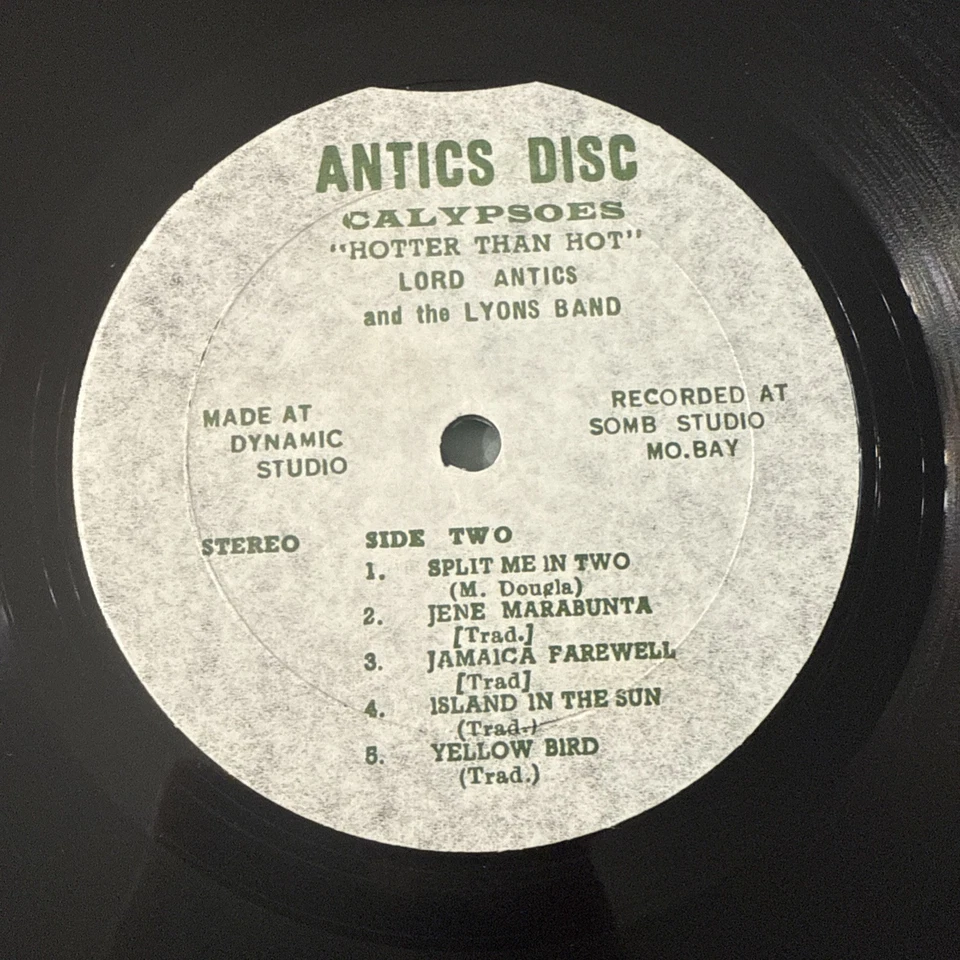 ANTICS DISC
CALYPSOES
"HOTTER THAN HOT"
LORD ANTICS
and the LYONS BAND
MADE AT
DYNAMIC
STUDIO
RECORDED AT
SOMB STUDIO
MO.BAY
STEREO
SIDE TWO
1. SPLIT ME IN TWO
(M. Dougla)
2. JENE MARABUNTA
[Trad.]
3. JAMAICA FAREWELL
[Trad]
4. ISLAND IN THE SUN
(Trad.)
5. YELLOW BIRD
(Trad.)